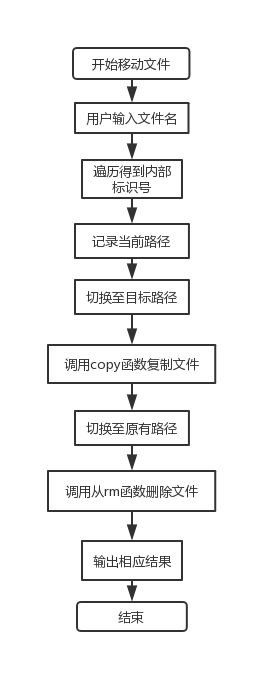 开始移动文件
用户输入文件名
遍历得到内部
标识号
记录当前路径
切换至目标路径
调用copy函数复制文件
切换至原有路径
调用从rm函数删除文件
输出相应结果
结束